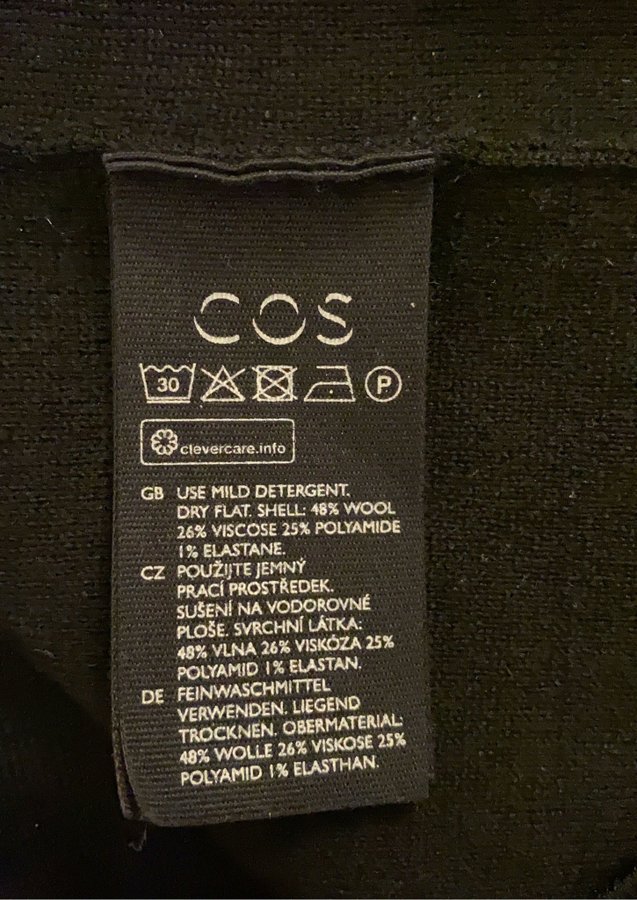 COS
30 P
clevercare.info
GB USE MILD DETERGENT.
DRY FLAT. SHELL: 48% WOOL
26% VISCOSE 25% POLYAMIDE
1% ELASTANE.
CZ POUŽIJTE JEMNÝ
PRACÍ PROSTŘEDEK.
SUŠENÍ NA VODOROVNÉ
PLOŠE. SVRCHNÍ LÁTKA:
48% VLNA 26% VISKÓZA 25%
POLYAMID 1% ELASTAN.
DE FEINWASCHMITTEL
VERWENDEN. LIEGEND
TROCKNEN. OBERMATERIAL:
48% WOLLE 26% VISKOSE 25%
POLYAMID 1% ELASTHAN.